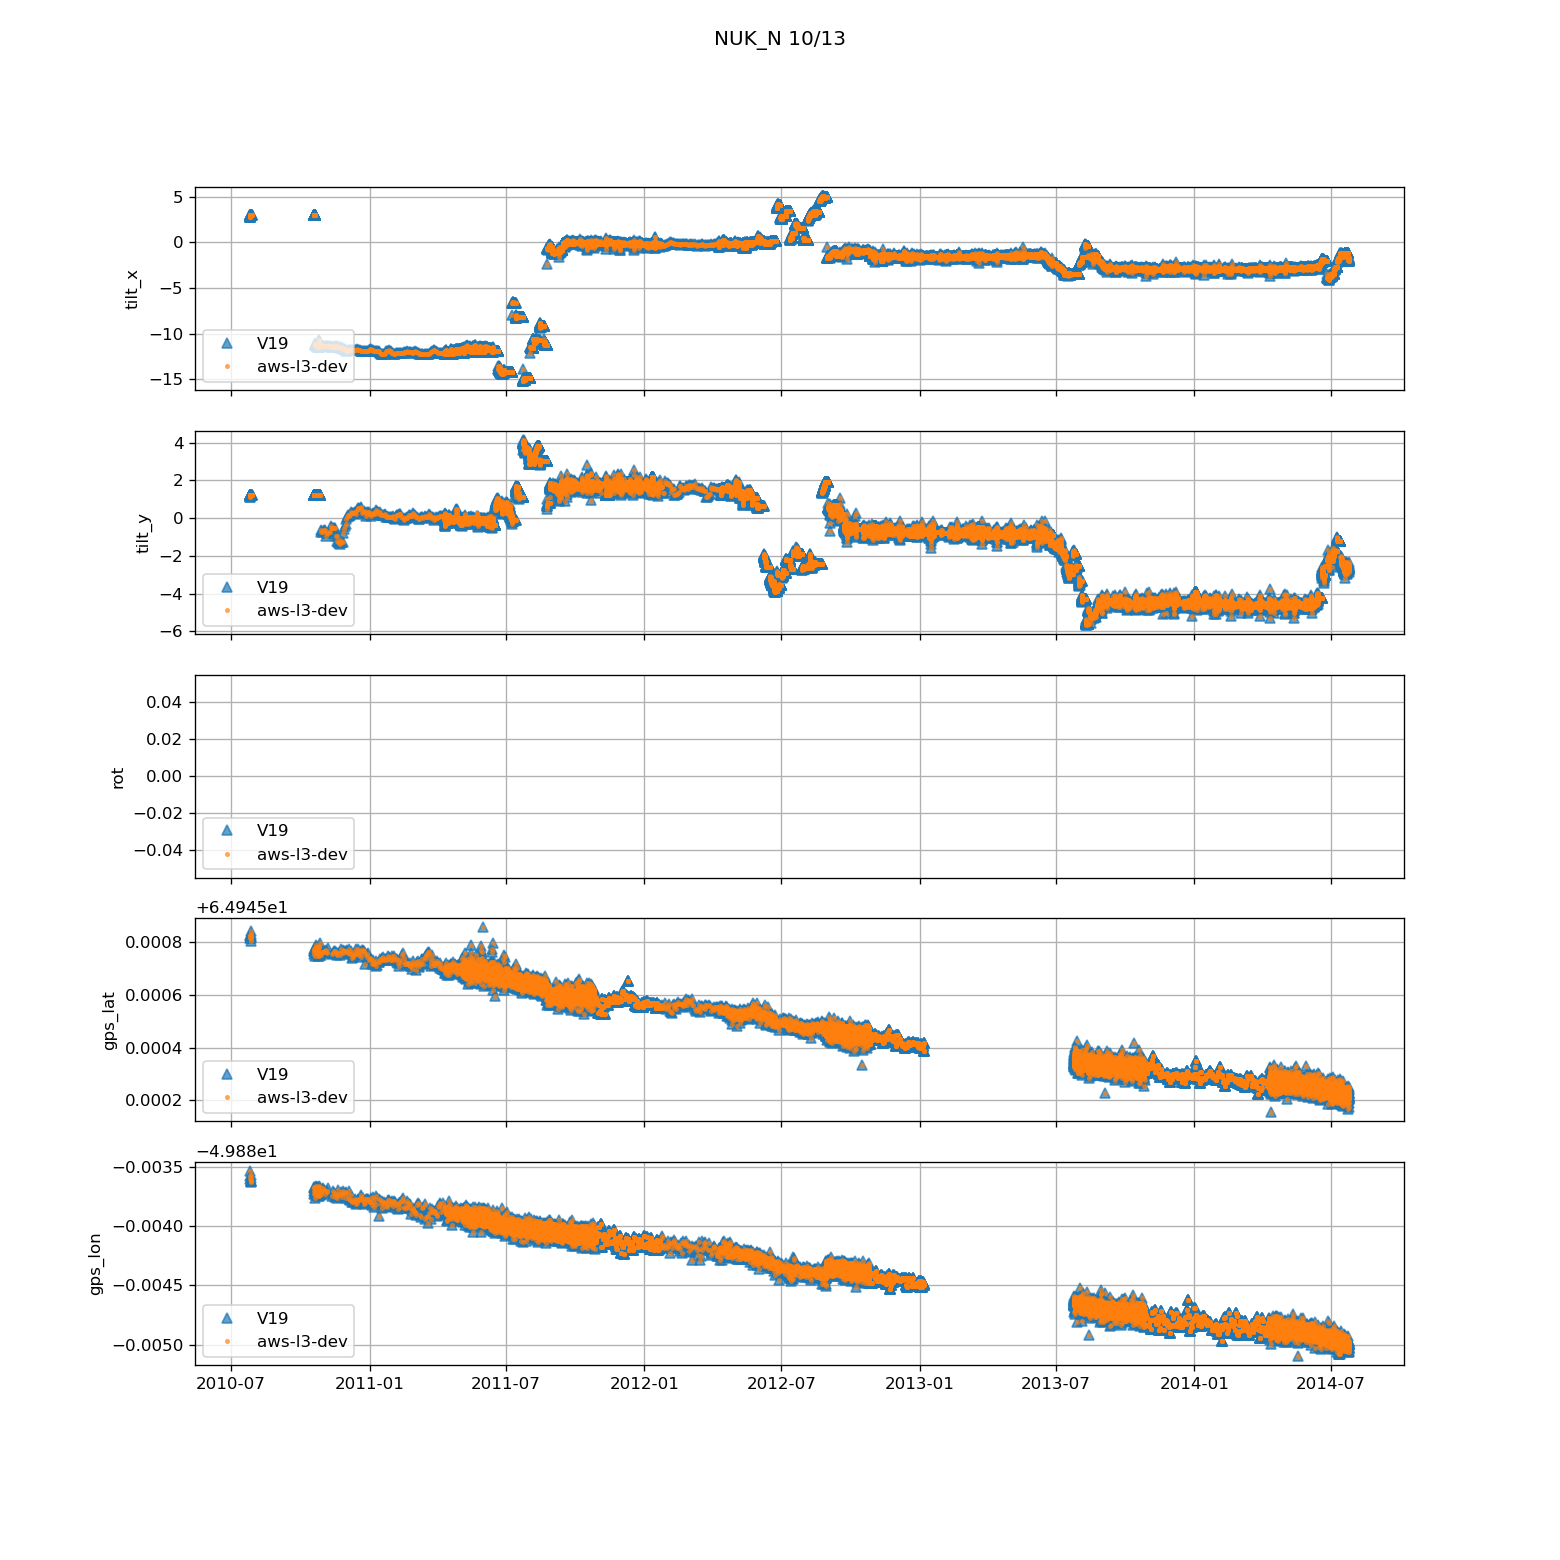 NUK_N 10/13
5
0
−5
−10
−15
tilt_x
V19
aws-l3-dev
4
2
0
−2
−4
−6
tilt_y
V19
aws-l3-dev
0.04
0.02
0.00
−0.02
−0.04
rot
V19
aws-l3-dev
+6.4945e1
0.0008
0.0006
0.0004
0.0002
gps_lat
V19
aws-l3-dev
−4.988e1
−0.0035
−0.0040
−0.0045
−0.0050
gps_lon
V19
aws-l3-dev
2010-07 2011-01 2011-07 2012-01 2012-07 2013-01 2013-07 2014-01 2014-07